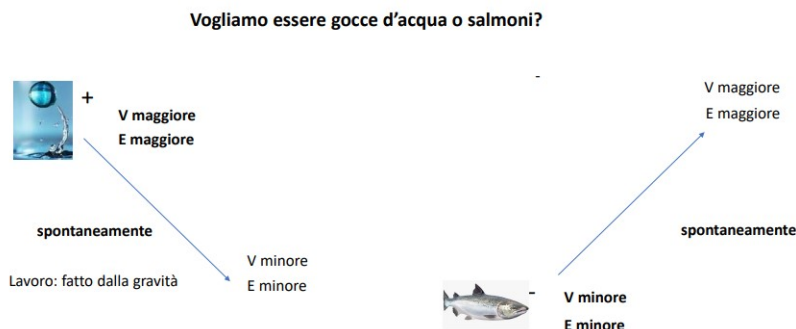 Vogliamo essere gocce d'acqua o salmoni?
+
V maggiore
E maggiore
spontaneamente
Lavoro: fatto dalla gravità
V minore
E minore
-
V maggiore
E maggiore
spontaneamente
-
V minore
E minore